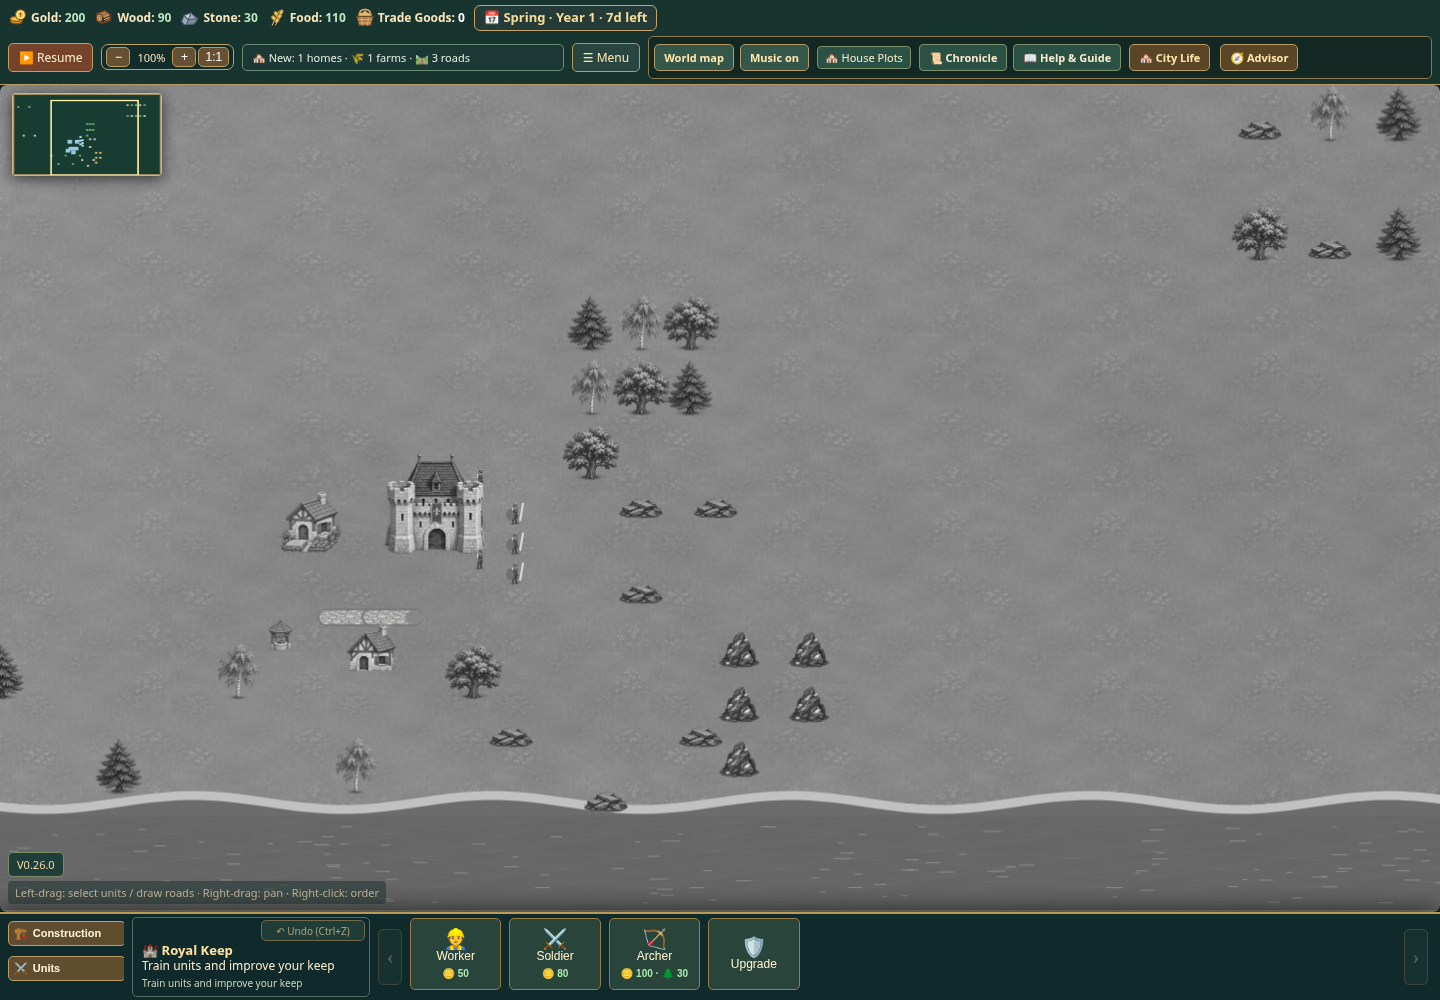 Gold: 200 Wood: 90 Stone: 30 Food: 110 Trade Goods: 0 Spring · Year 1 · 7d left
Resume − 100% + 1:1 New: 1 homes · 1 farms · 3 roads ☰ Menu World map Music on House Plots Chronicle Help & Guide City Life Advisor
V0.26.0
Left-drag: select units / draw roads · Right-drag: pan · Right-click: order
Construction
Units
↶ Undo (Ctrl+Z)
Royal Keep
Train units and improve your keep
Train units and improve your keep
‹
Worker
50
Soldier
80
Archer
100 · 30
Upgrade
›